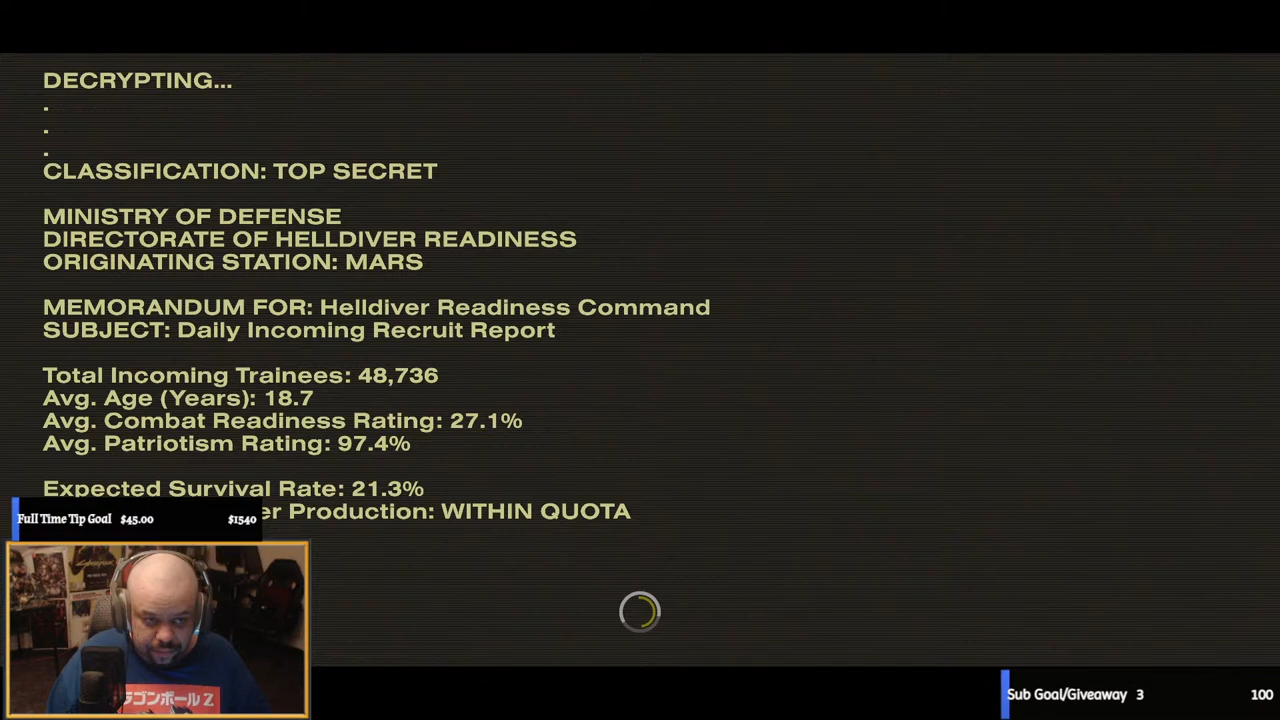 DECRYPTING...
.
.
.
CLASSIFICATION: TOP SECRET
MINISTRY OF DEFENSE
DIRECTORATE OF HELLDIVER READINESS
ORIGINATING STATION: MARS
MEMORANDUM FOR: Helldiver Readiness Command
SUBJECT: Daily Incoming Recruit Report
Total Incoming Trainees: 48,736
Avg. Age (Years): 18.7
Avg. Combat Readiness Rating: 27.1%
Avg. Patriotism Rating: 97.4%
Expected Survival Rate: 21.3%
er Production: WITHIN QUOTA
Full Time Tip Goal $45.00 $1540
ドラゴンボールZ
Sub Goal/Giveaway 3 100